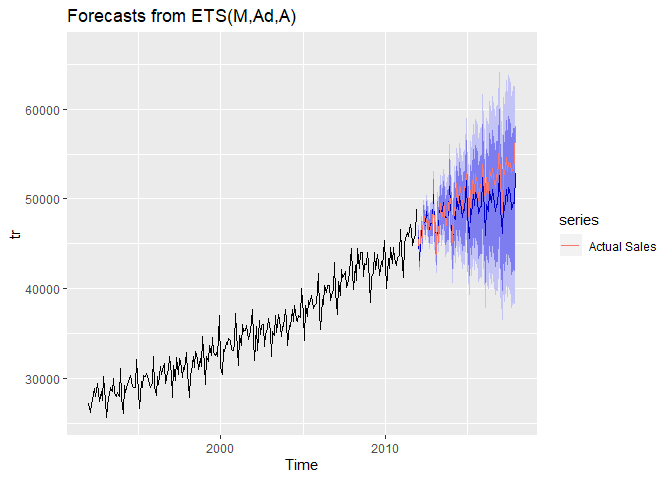 Forecasts from ETS(M,Ad,A)
60000
50000
40000
30000
tr
2000
2010
Time
series
Actual Sales